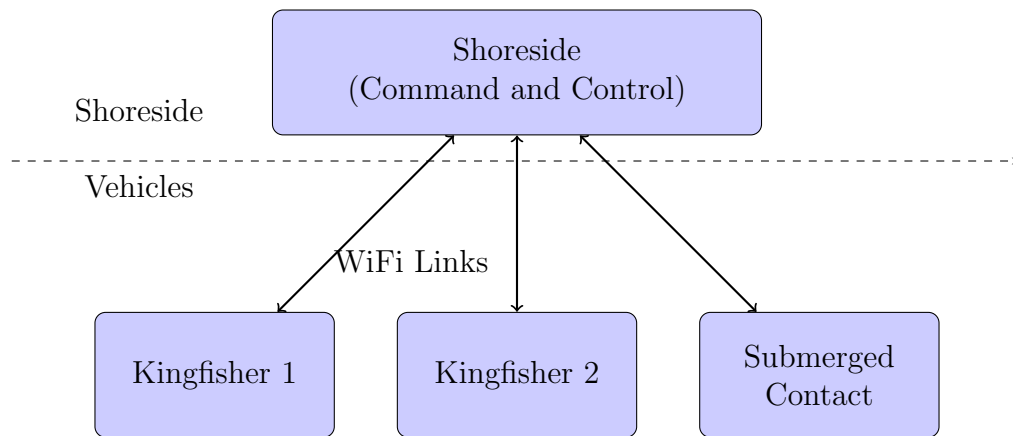 Shoreside
(Command and Control)
Shoreside
Vehicles
WiFi Links
Kingfisher 1
Kingfisher 2
Submerged
Contact